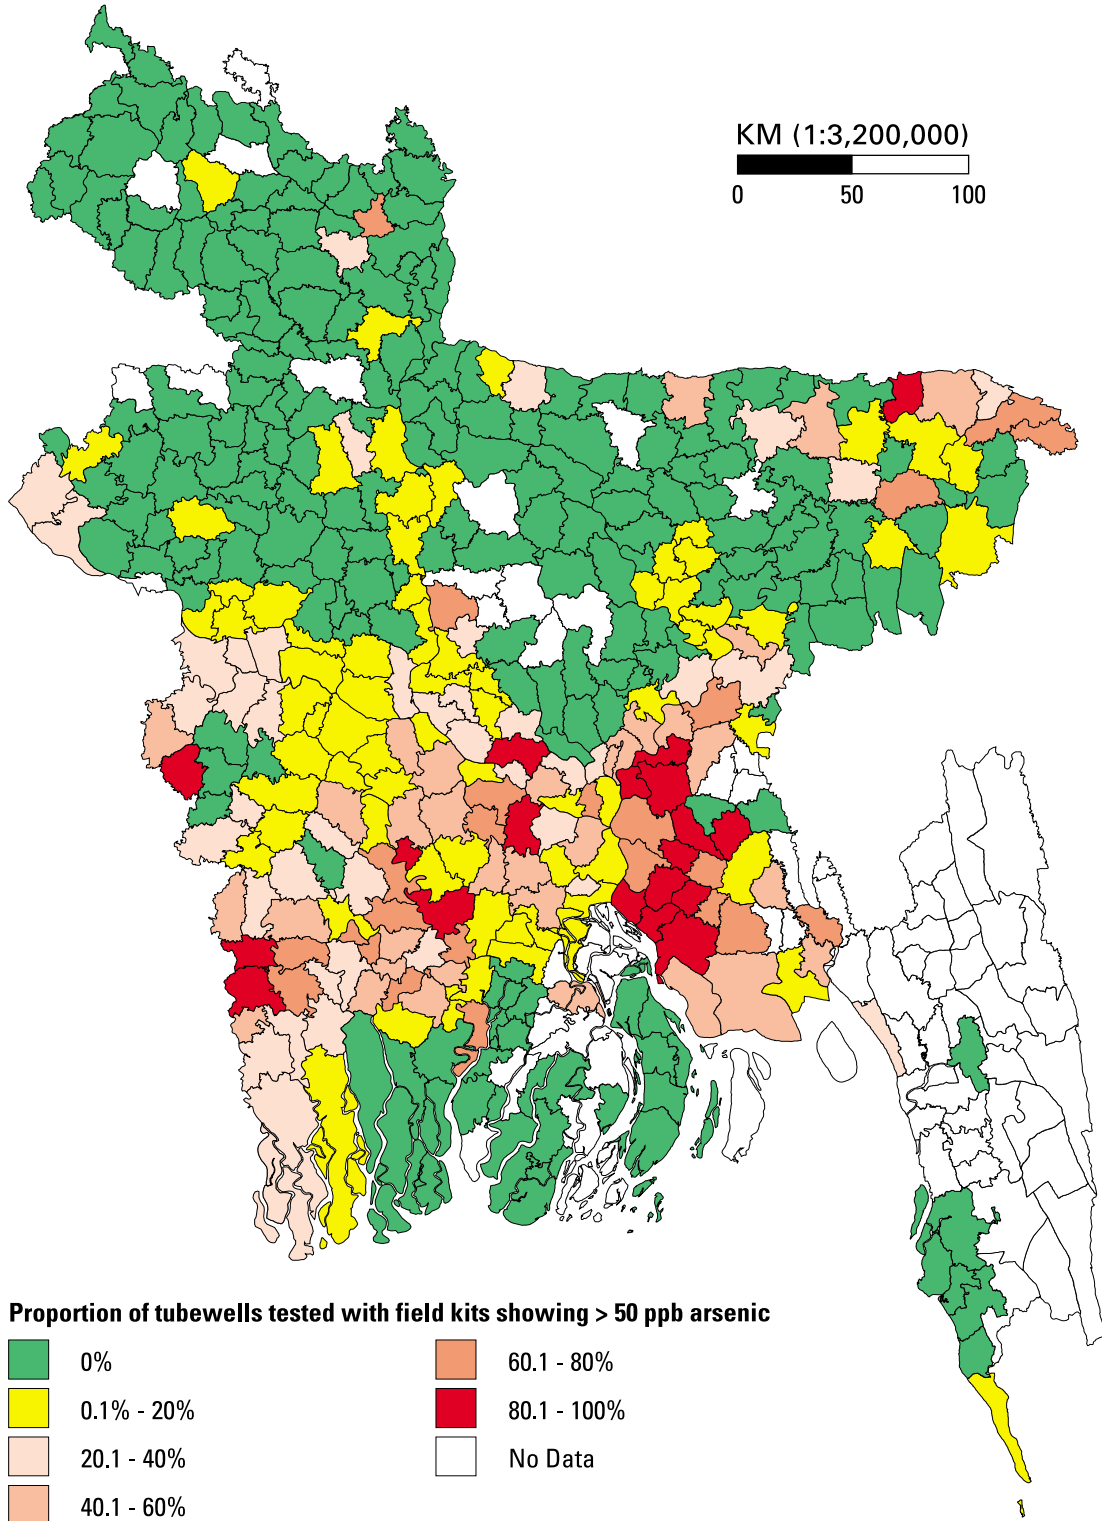 KM (1:3,200,000)
0 50 100
Proportion of tubewells tested with field kits showing > 50 ppb arsenic
0%
0.1% - 20%
20.1 - 40%
40.1 - 60%
60.1 - 80%
80.1 - 100%
No Data